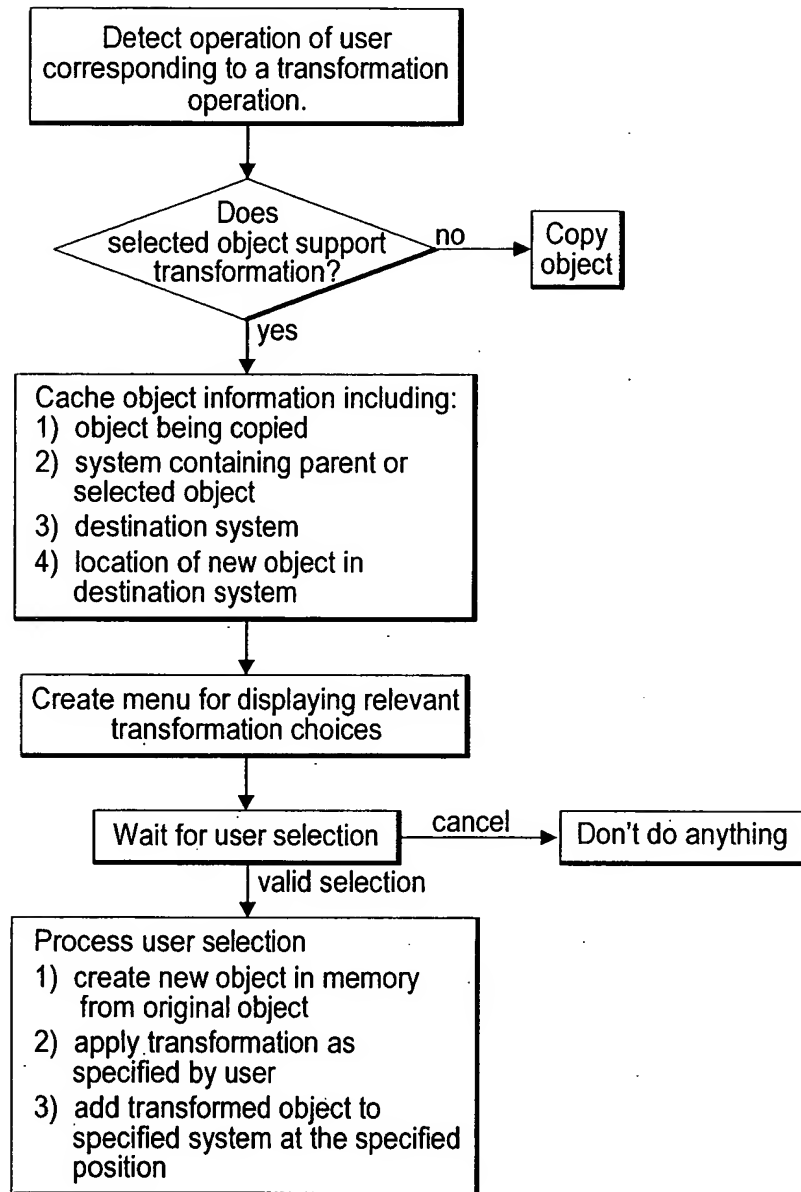 Detect operation of user
corresponding to a transformation
operation.
Does
selected object support
transformation?
no
Copy
object
yes
Cache object information including:
1) object being copied
2) system containing parent or
selected object
3) destination system
4) location of new object in
destination system
Create menu for displaying relevant
transformation choices
Wait for user selection
cancel
Don't do anything
valid selection
Process user selection
1) create new object in memory
from original object
2) apply transformation as
specified by user
3) add transformed object to
specified system at the specified
position